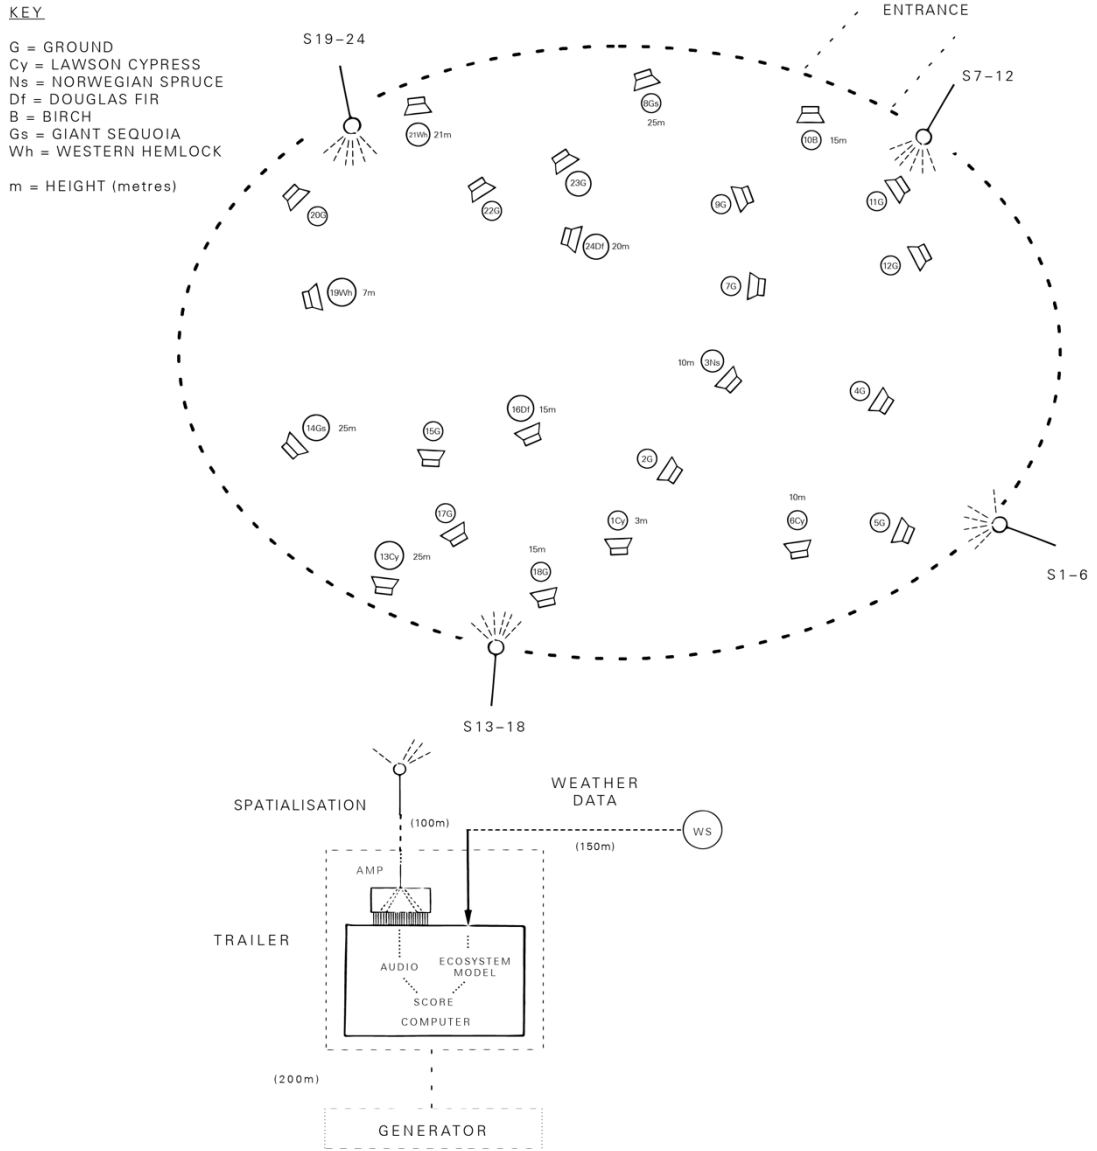 KEY
G = GROUND
Cy = LAWSON CYPRESS
Ns = NORWEGIAN SPRUCE
Df = DOUGLAS FIR
B = BIRCH
Gs = GIANT SEQUOIA
Wh = WESTERN HEMLOCK
m = HEIGHT (metres)
ENTRANCE
S19–24
S7–12
21Wh 21m
8Gs
25m
10B 15m
20G
22G
23G
9G
11G
24Df 20m
12G
19Wh 7m
7G
10m 3Ns
4G
14Gs 25m
15G
16Df 15m
2G
17G
1Cy 3m
10m
6Cy
5G
13Cy 25m
15m
18G
S1–6
S13–18
SPATIALISATION
(100m)
WEATHER
DATA
(150m)
WS
AMP
TRAILER
AUDIO
ECOSYSTEM
MODEL
SCORE
COMPUTER
(200m)
GENERATOR